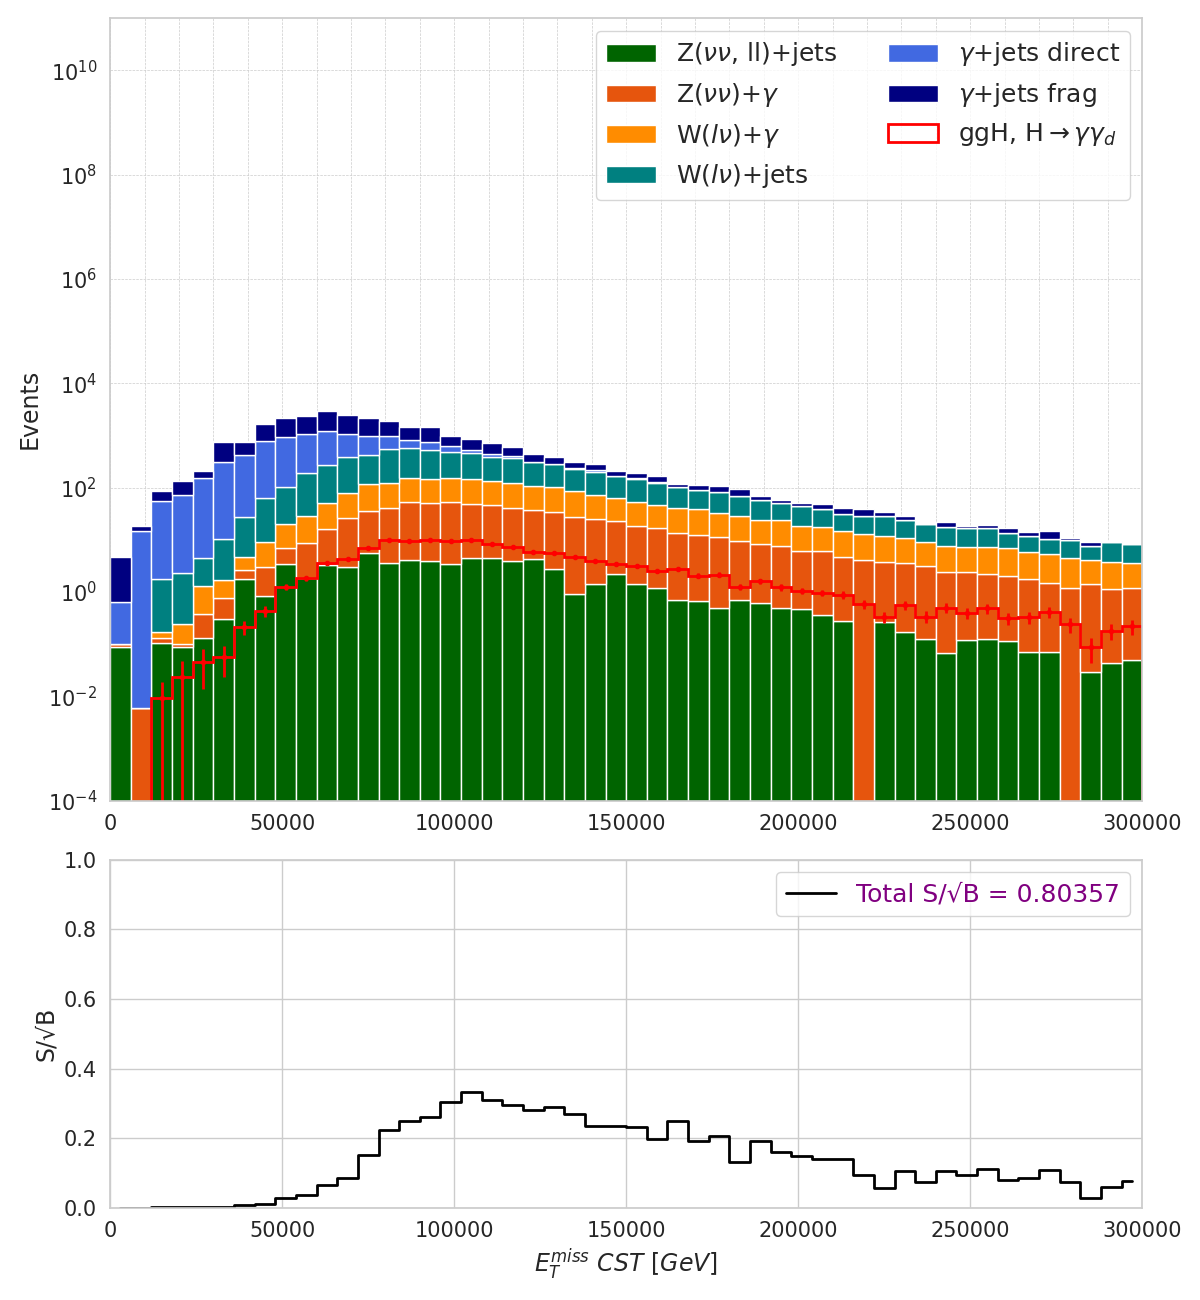 Z(νν, ll)+jets
Z(νν)+γ
W(lν)+γ
W(lν)+jets
γ+jets direct
γ+jets frag
ggH, H→γγ_d
Events
10^10
10^8
10^6
10^4
10^2
10^0
10^−2
10^−4
0 50000 100000 150000 200000 250000 300000
Total S/√B = 0.80357
S/√B
1.0
0.8
0.6
0.4
0.2
0.0
0 50000 100000 150000 200000 250000 300000
E_T^miss CST [GeV]